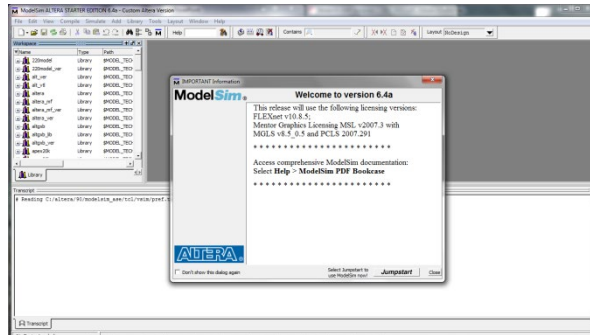 ModelSim ALTERA STARTER EDITION 6.4a - Custom Altera Version
File Edit View Compile Simulate Add Library Tools Layout Window Help
Help
Contains
Layout NoDesign
Workspace
Name Type Path
220model Library $MODEL_TECH
220model_ver Library $MODEL_TECH
alt_ver Library $MODEL_TECH
alt_vtl Library $MODEL_TECH
altera Library $MODEL_TECH
altera_mf Library $MODEL_TECH
altera_mf_ver Library $MODEL_TECH
altera_ver Library $MODEL_TECH
altgxb Library $MODEL_TECH
altgxb_lib Library $MODEL_TECH
altgxb_ver Library $MODEL_TECH
apex20k Library $MODEL_TECH
Library
Transcript
# Reading C:/altera/90/modelsim_ase/tcl/vsim/pref.t
Transcript
IMPORTANT Information
ModelSim®
Welcome to version 6.4a
This release will use the following licensing versions:
FLEXnet v10.8.5;
Mentor Graphics Licensing MSL v2007.3 with
MGLS v8.5_0.5 and PCLS 2007.291
* * * * * * * * * * * * * * * * * * * * * * *
Access comprehensive ModelSim documentation:
Select Help > ModelSim PDF Bookcase
* * * * * * * * * * * * * * * * * * * * * * *
ALTERA®
Don't show this dialog again
Select Jumpstart to
use ModelSim now!
Jumpstart
Close